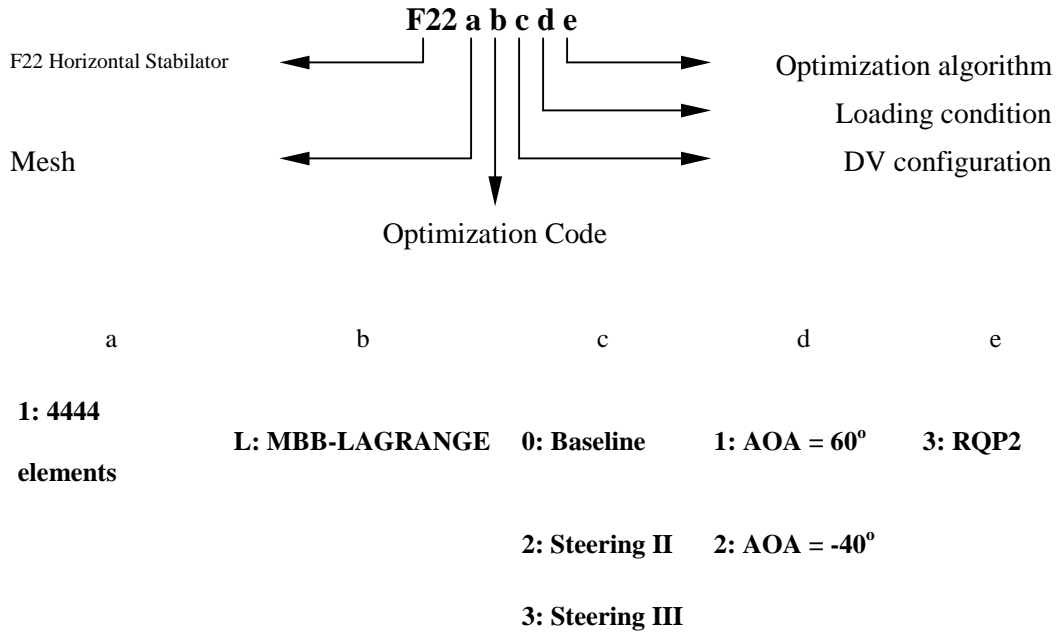 F22 a b c d e
F22 Horizontal Stabilator
Optimization algorithm
Loading condition
Mesh
DV configuration
Optimization Code
a b c d e
1: 4444
elements
L: MBB-LAGRANGE 0: Baseline 1: AOA = 60° 3: RQP2
2: Steering II 2: AOA = -40°
3: Steering III